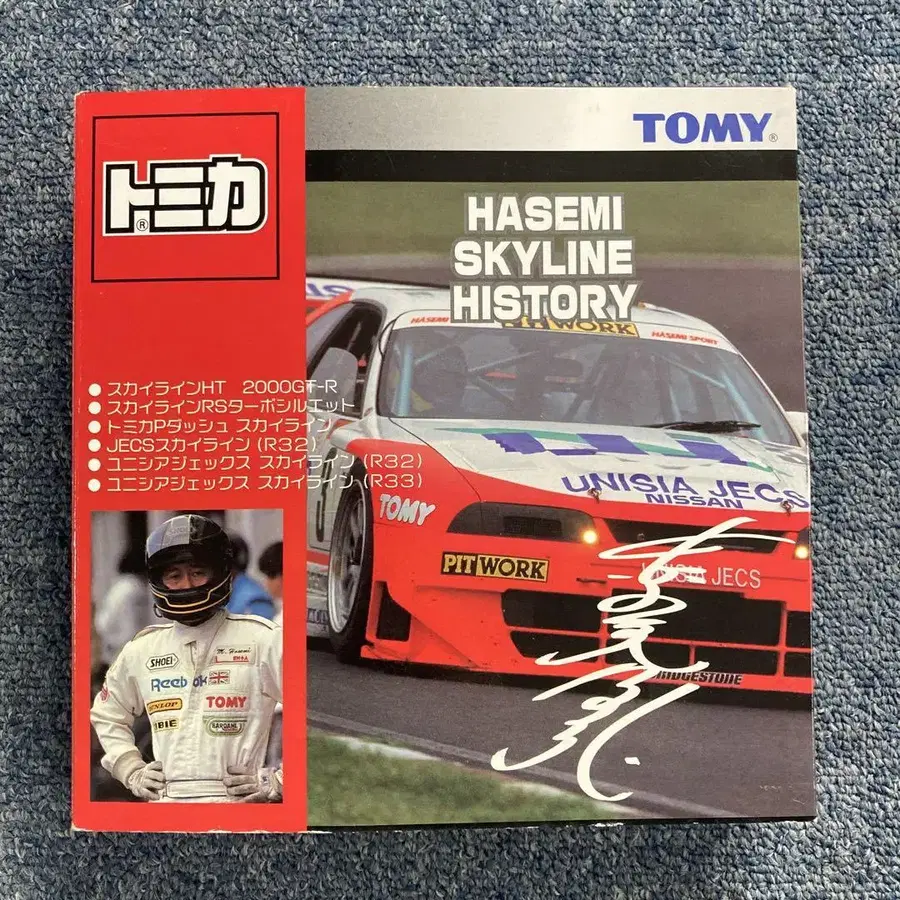 トミカ®
TOMY®
HASEMI
SKYLINE
HISTORY
HASEMI
PIT WORK
HASEMI SPORT
● スカイラインHT 2000GT-R
● スカイラインRSターボシルエット
● トミカPダッシュ スカイライン
● JECSスカイライン (R32)
● ユニシアジェックス スカイライン (R32)
● ユニシアジェックス スカイライン (R33)
UNISIA JECS
NISSAN
TOMY
PIT WORK
UNISIA JECS
BRIDGESTONE
SHOEI
M. Hasemi
Reebok
DUNLOP
TOMY
BARDAHL